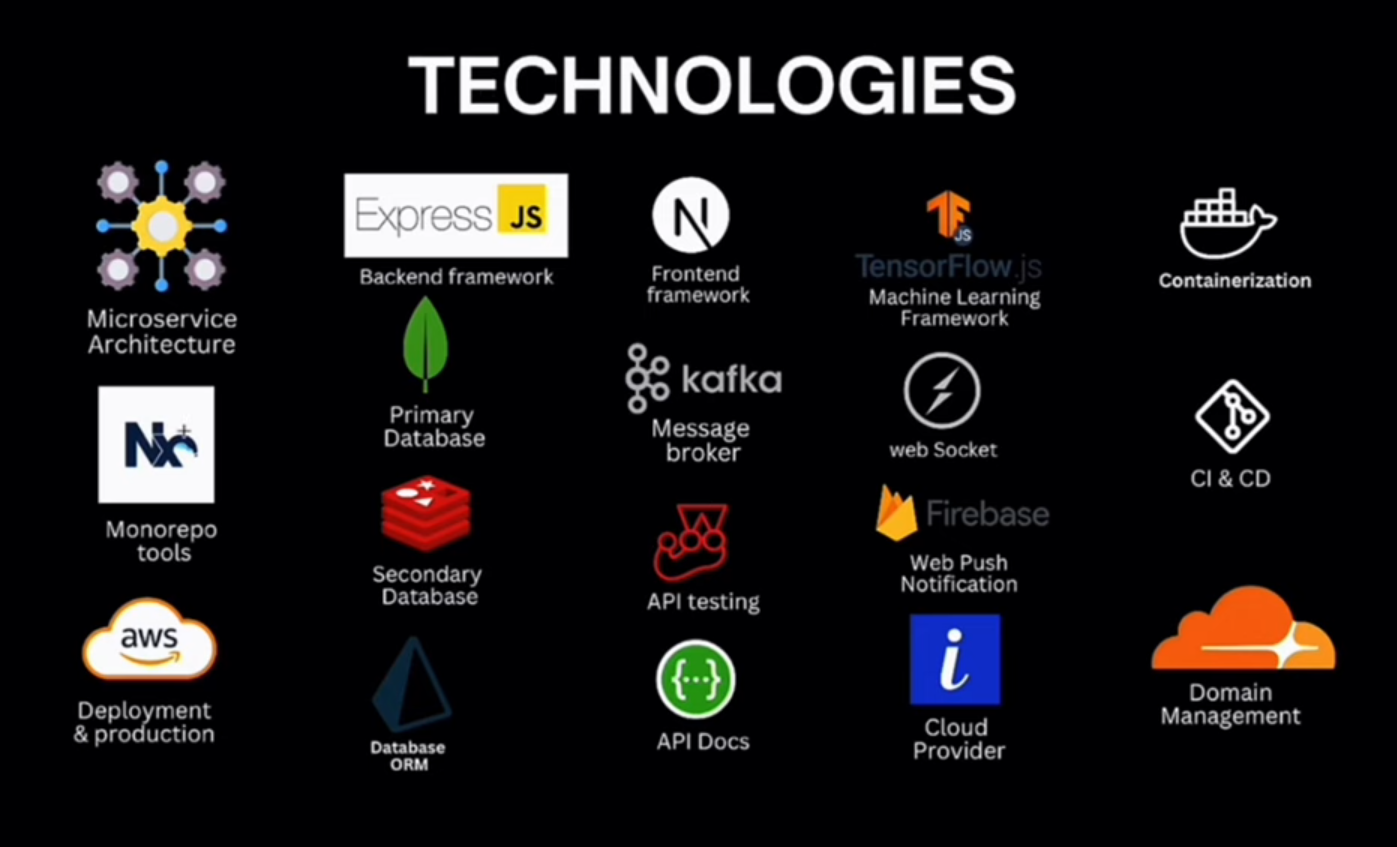 TECHNOLOGIES
Microservice
Architecture
Nx
Monorepo
tools
aws
Deployment
& production
Express JS
Backend framework
Primary
Database
Secondary
Database
Database
ORM
N
Frontend
framework
kafka
Message
broker
API testing
{...}
API Docs
TF
JS
TensorFlow.js
Machine Learning
Framework
web Socket
Firebase
Web Push
Notification
i
Cloud
Provider
Containerization
CI & CD
Domain
Management